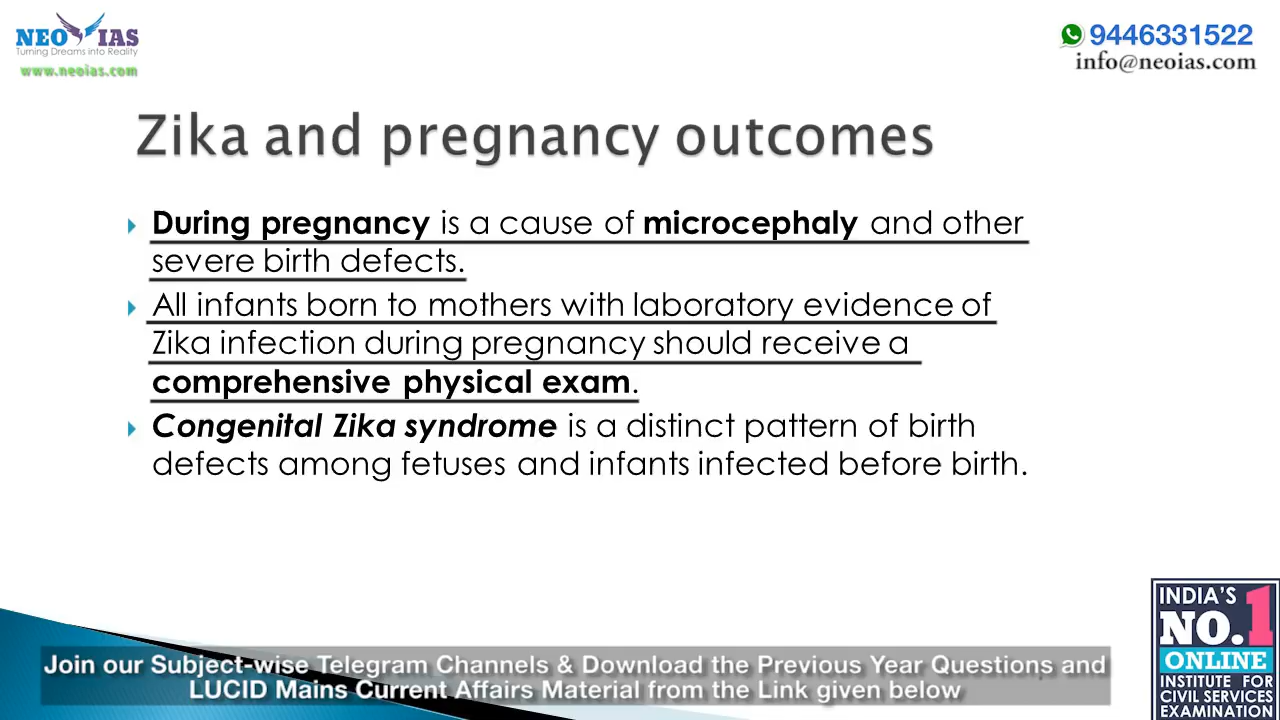 NEO IAS
Turning Dreams into Reality
www.neoias.com
9446331522
info@neoias.com
Zika and pregnancy outcomes
During pregnancy is a cause of microcephaly and other
severe birth defects.
All infants born to mothers with laboratory evidence of
Zika infection during pregnancy should receive a
comprehensive physical exam.
Congenital Zika syndrome is a distinct pattern of birth
defects among fetuses and infants infected before birth.
Join our Subject-wise Telegram Channels & Download the Previous Year Questions and
LUCID Mains Current Affairs Material from the Link given below
INDIA'S
NO.1
ONLINE
INSTITUTE FOR
CIVIL SERVICES
EXAMINATION